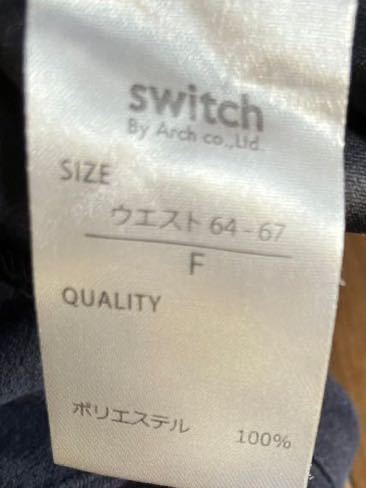 switch
By Arch co.,Ltd.
SIZE
ウエスト 64-67
F
QUALITY
ポリエステル 100%